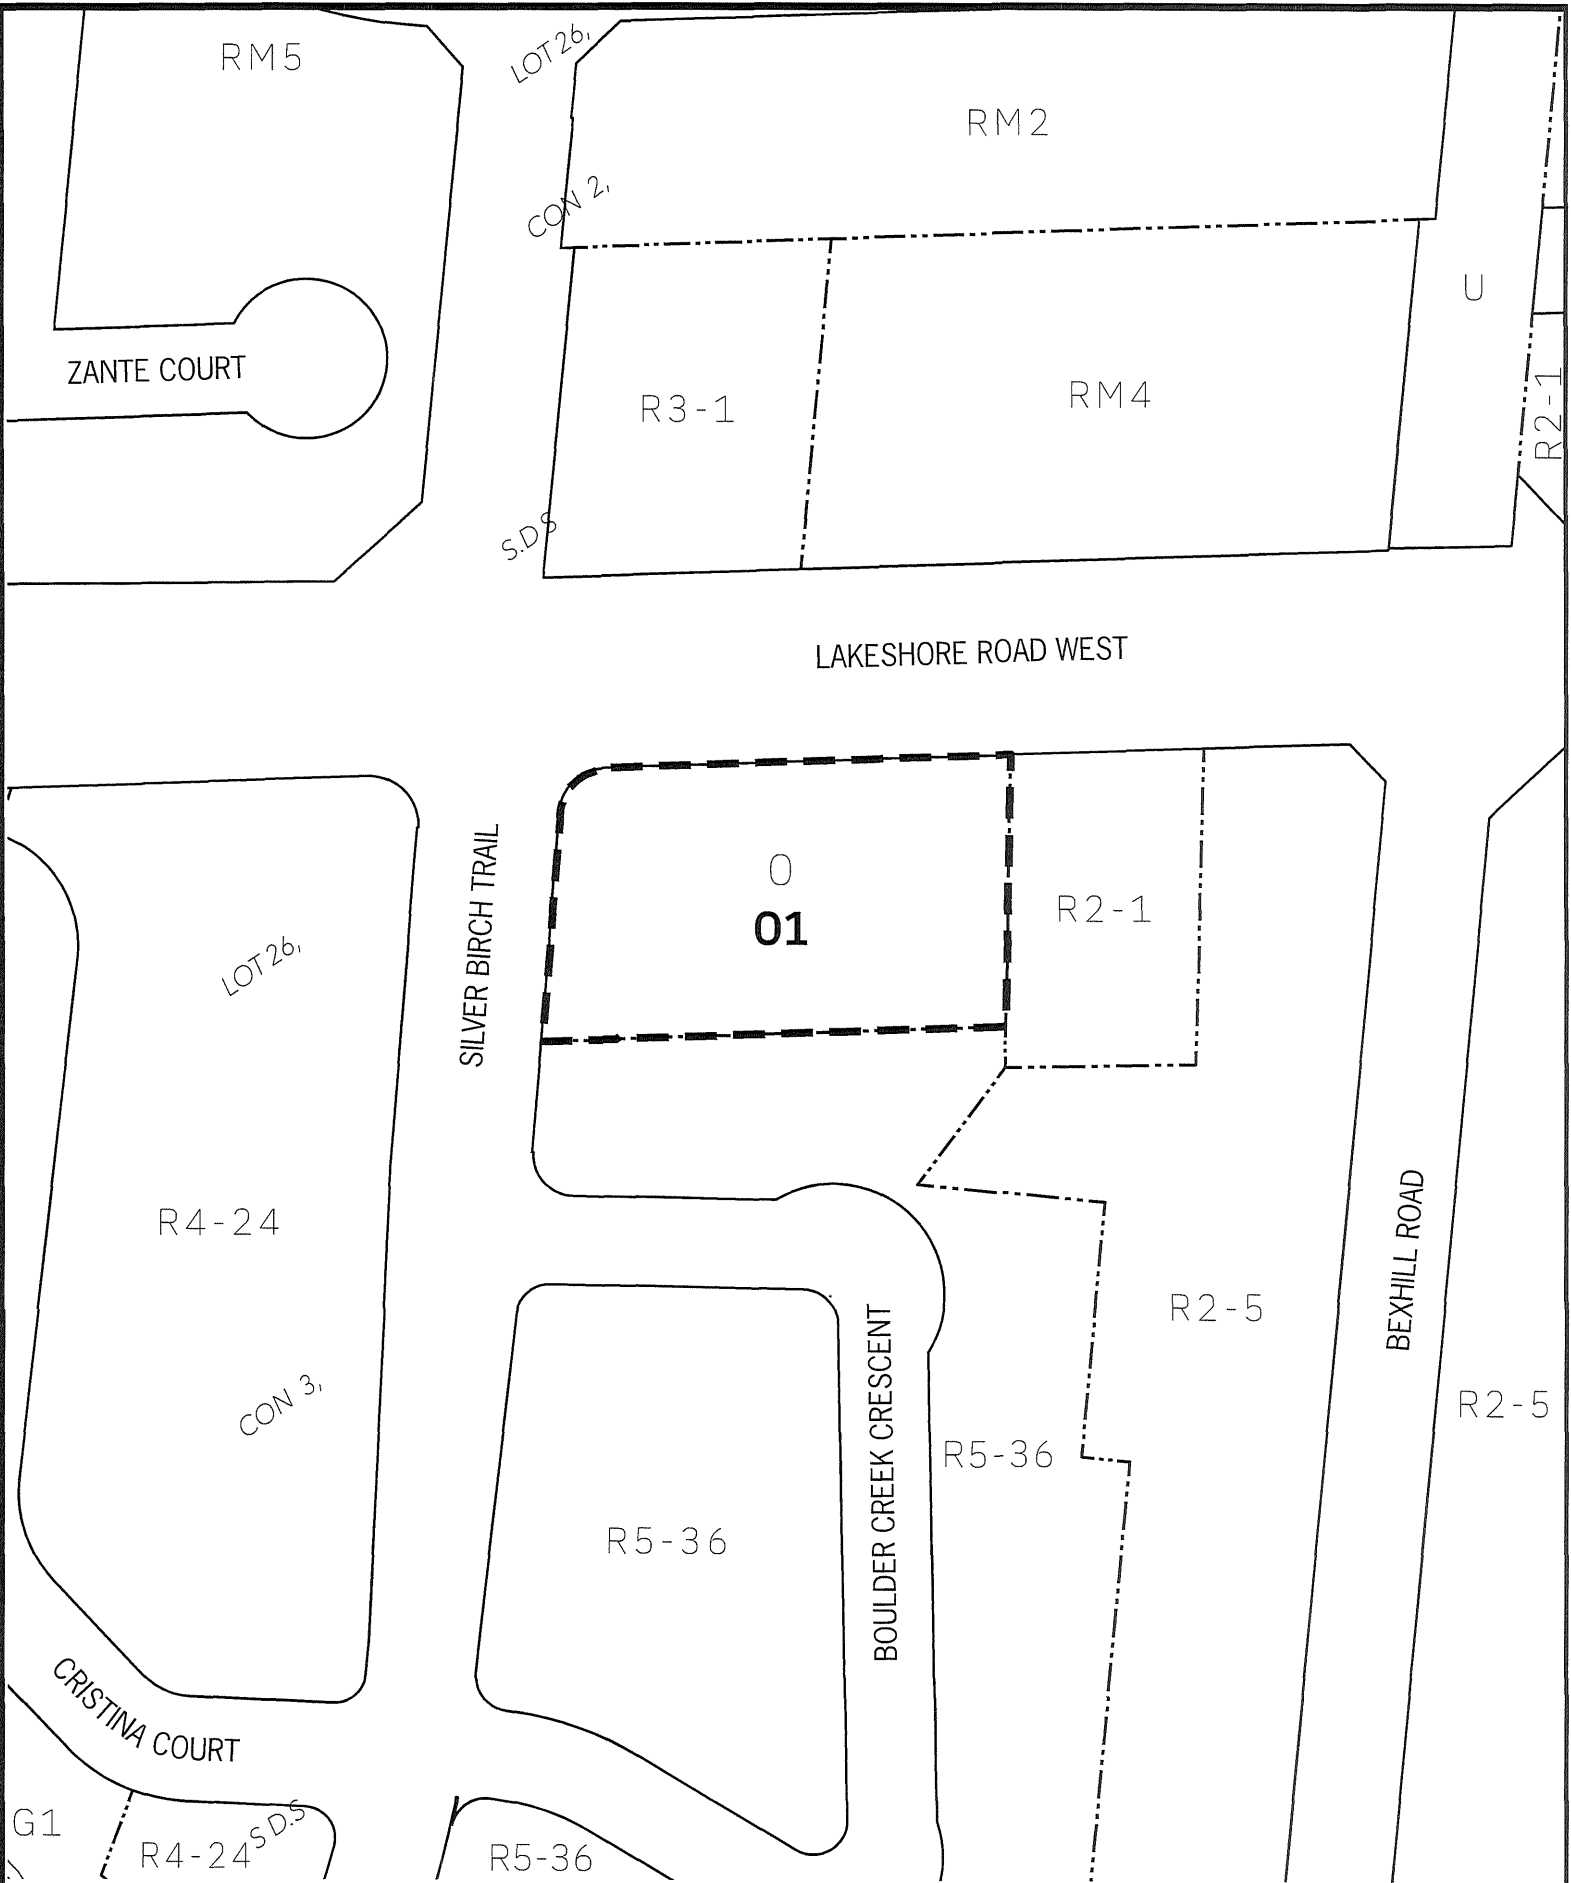 RM5
LOT 26,
RM2
CON 2,
U
ZANTE COURT
R3-1
RM4
R2-1
S.D.S
LAKESHORE ROAD WEST
SILVER BIRCH TRAIL
O
01
R2-1
LOT 26,
R4-24
R2-5
BEXHILL ROAD
CON 3,
BOULDER CREEK CRESCENT
R5-36
R2-5
R5-36
CRISTINA COURT
G1
R4-24
S.D.S
R5-36